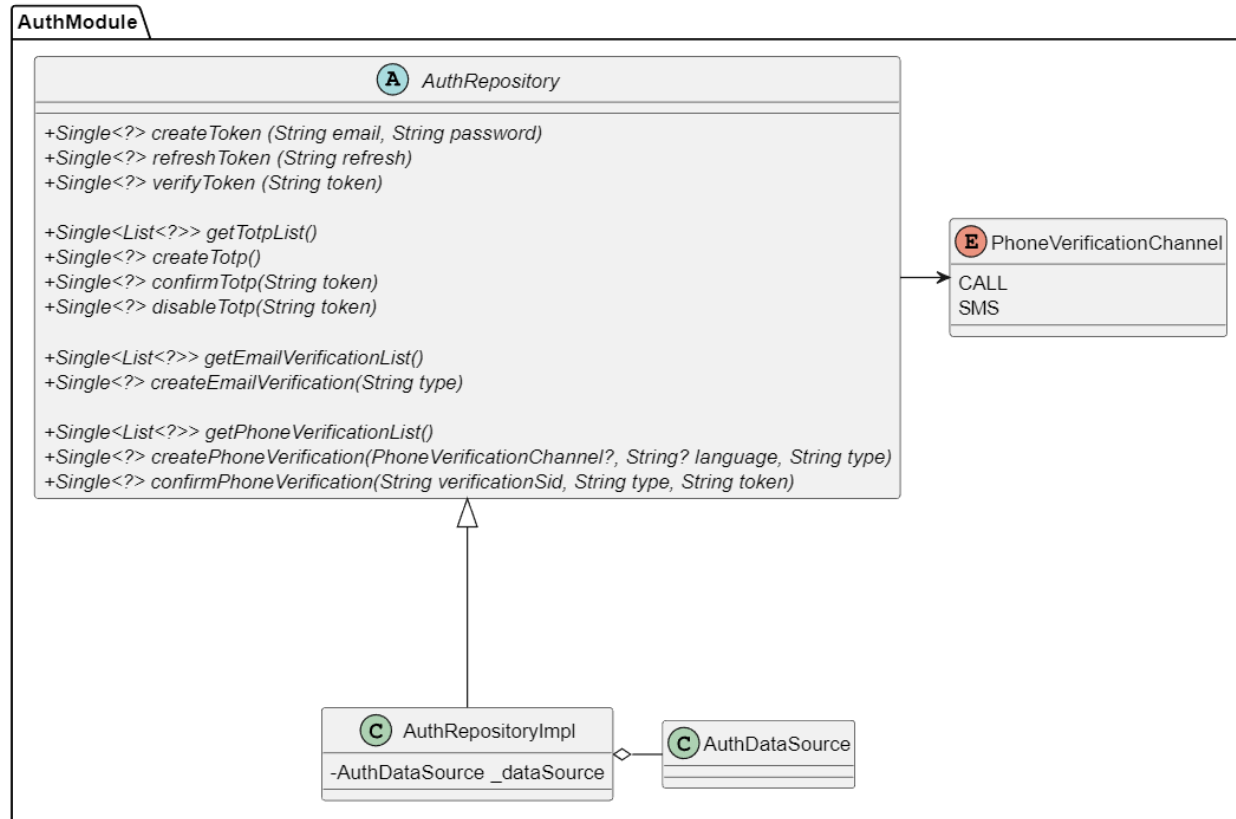 AuthModule
A AuthRepository
+Single<?> createToken (String email, String password)
+Single<?> refreshToken (String refresh)
+Single<?> verifyToken (String token)
+Single<List<?>> getTotpList()
+Single<?> createTotp()
+Single<?> confirmTotp(String token)
+Single<?> disableTotp(String token)
+Single<List<?>> getEmailVerificationList()
+Single<?> createEmailVerification(String type)
+Single<List<?>> getPhoneVerificationList()
+Single<?> createPhoneVerification(PhoneVerificationChannel?, String? language, String type)
+Single<?> confirmPhoneVerification(String verificationSid, String type, String token)
E PhoneVerificationChannel
CALL
SMS
C AuthRepositoryImpl
-AuthDataSource _dataSource
C AuthDataSource